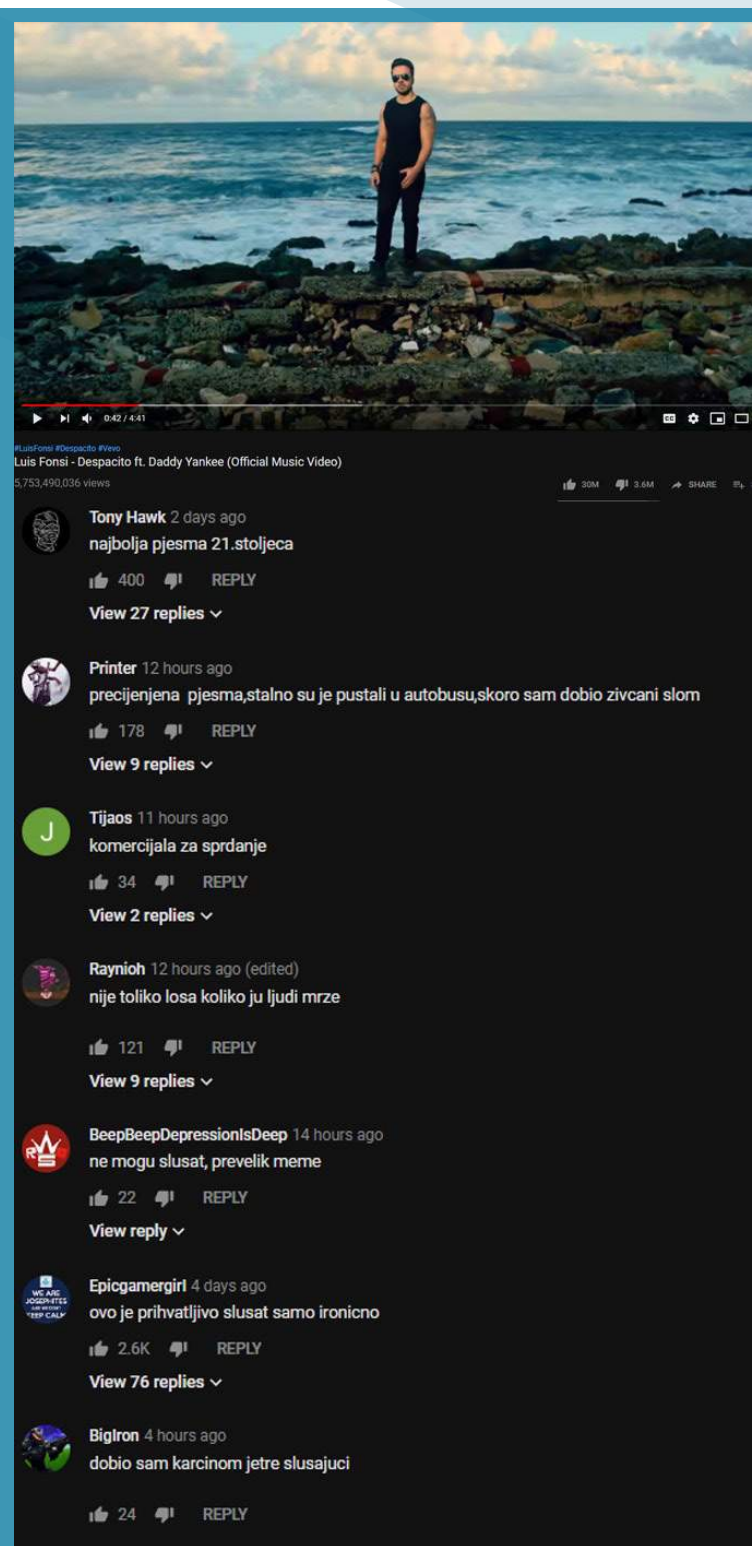 0:42 / 4:41
CC
#LuisFonsi #Despacito #Vevo
Luis Fonsi - Despacito ft. Daddy Yankee (Official Music Video)
5,753,490,036 views
30M 3.6M SHARE
Tony Hawk 2 days ago
najbolja pjesma 21.stoljeca
400 REPLY
View 27 replies
Printer 12 hours ago
precijenjena pjesma,stalno su je pustali u autobusu,skoro sam dobio zivcani slom
178 REPLY
View 9 replies
J
Tijaos 11 hours ago
komercijala za sprdanje
34 REPLY
View 2 replies
Raynioh 12 hours ago (edited)
nije toliko losa koliko ju ljudi mrze
121 REPLY
View 9 replies
BeepBeepDepressionIsDeep 14 hours ago
ne mogu slusat, prevelik meme
22 REPLY
View reply
WE ARE
JOSEPHITES
KEEP CALM
Epicgamergirl 4 days ago
ovo je prihvatljivo slusat samo ironicno
2.6K REPLY
View 76 replies
BigIron 4 hours ago
dobio sam karcinom jetre slusajuci
24 REPLY